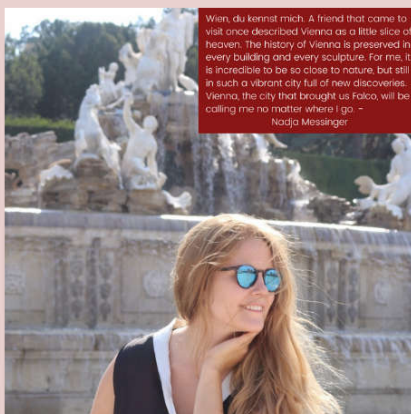 Wien, du kennst mich. A friend that came to
visit once described Vienna as a little slice of
heaven. The history of Vienna is preserved in
every building and every sculpture. For me, it
is incredible to be so close to nature, but still
in such a vibrant city full of new discoveries.
Vienna, the city that brought us Falco, will be
calling me no matter where I go. -
Nadja Messinger